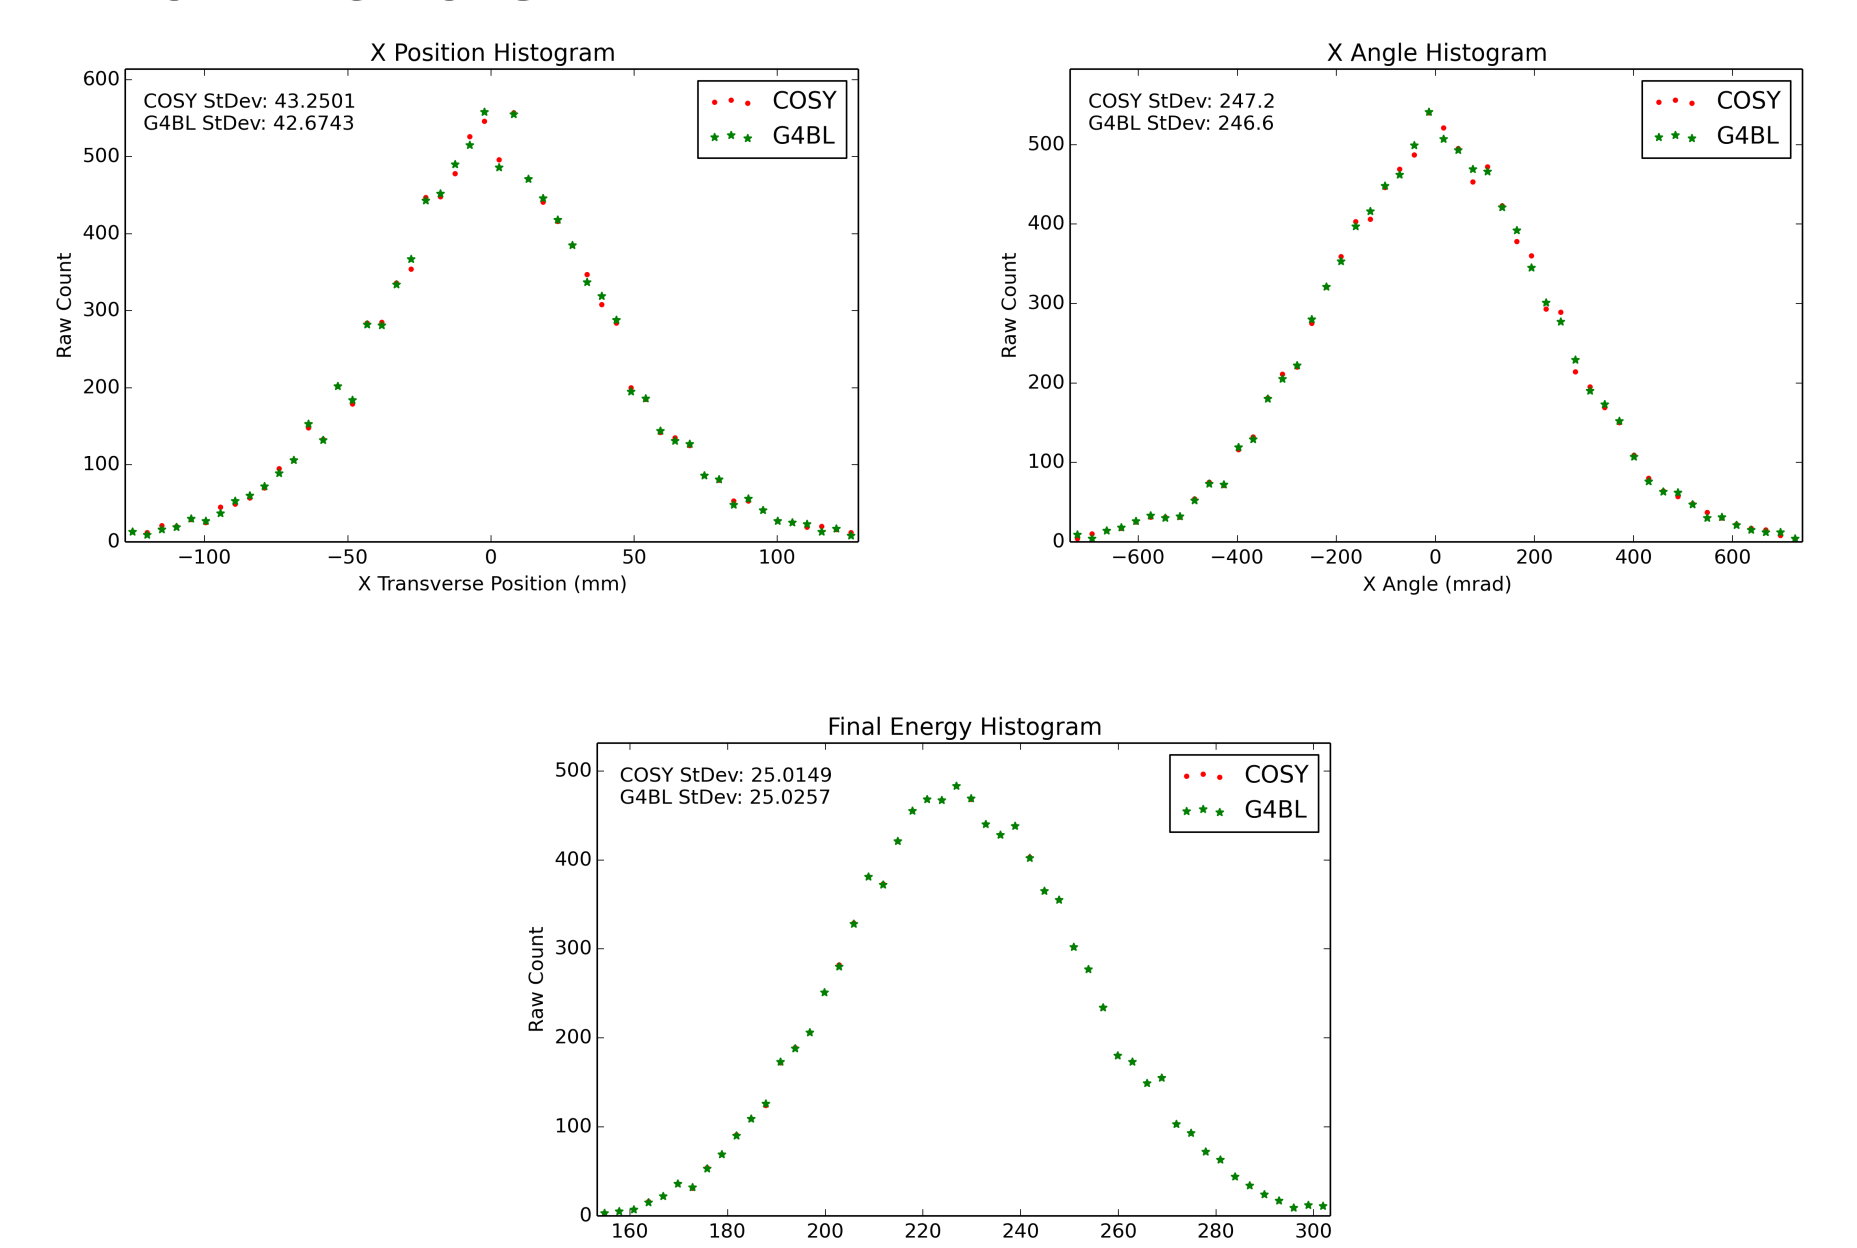 X Position Histogram
COSY StDev: 43.2501
G4BL StDev: 42.6743
COSY
G4BL
Raw Count
600
500
400
300
200
100
0
−100 −50 0 50 100
X Transverse Position (mm)
X Angle Histogram
COSY StDev: 247.2
G4BL StDev: 246.6
COSY
G4BL
Raw Count
500
400
300
200
100
0
−600 −400 −200 0 200 400 600
X Angle (mrad)
Final Energy Histogram
COSY StDev: 25.0149
G4BL StDev: 25.0257
COSY
G4BL
Raw Count
500
400
300
200
100
0
160 180 200 220 240 260 280 300